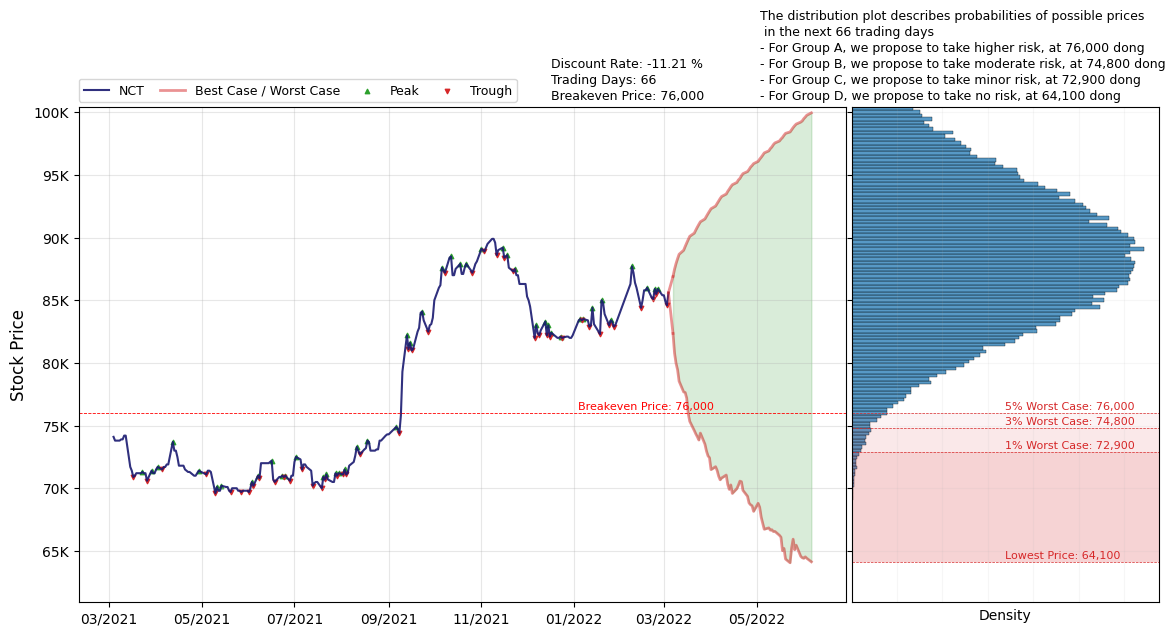 The distribution plot describes probabilities of possible prices
in the next 66 trading days
- For Group A, we propose to take higher risk, at 76,000 dong
- For Group B, we propose to take moderate risk, at 74,800 dong
- For Group C, we propose to take minor risk, at 72,900 dong
- For Group D, we propose to take no risk, at 64,100 dong
Discount Rate: -11.21 %
Trading Days: 66
Breakeven Price: 76,000
NCT
Best Case / Worst Case
Peak
Trough
100K
95K
90K
85K
80K
75K
70K
65K
Stock Price
Breakeven Price: 76,000
5% Worst Case: 76,000
3% Worst Case: 74,800
1% Worst Case: 72,900
Lowest Price: 64,100
03/2021
05/2021
07/2021
09/2021
11/2021
01/2022
03/2022
05/2022
Density